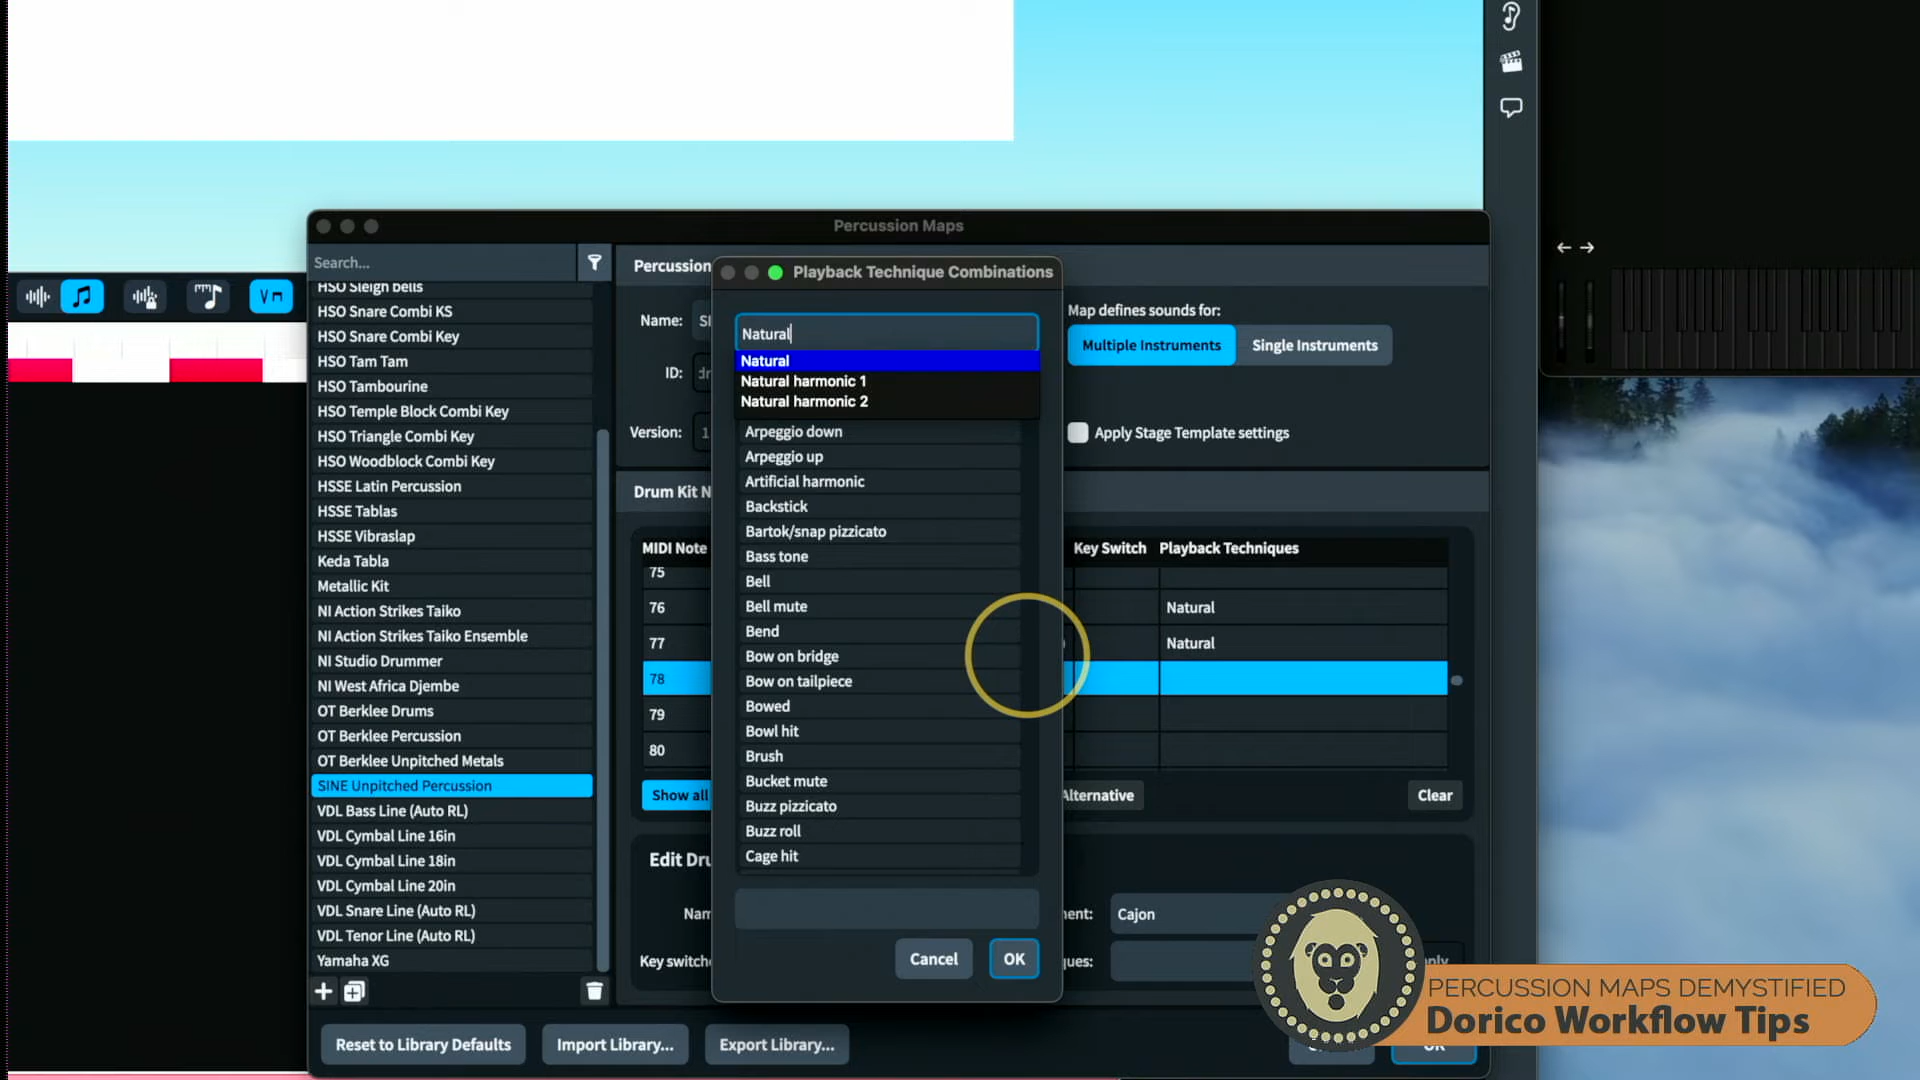 Percussion Maps
Search...
HSO Sleigh bells
HSO Snare Combi KS
HSO Snare Combi Key
HSO Tam Tam
HSO Tambourine
HSO Temple Block Combi Key
HSO Triangle Combi Key
HSO Woodblock Combi Key
HSSE Latin Percussion
HSSE Tablas
HSSE Vibraslap
Keda Tabla
Metallic Kit
NI Action Strikes Taiko
NI Action Strikes Taiko Ensemble
NI Studio Drummer
NI West Africa Djembe
OT Berklee Drums
OT Berklee Percussion
OT Berklee Unpitched Metals
SINE Unpitched Percussion
VDL Bass Line (Auto RL)
VDL Cymbal Line 16in
VDL Cymbal Line 18in
VDL Cymbal Line 20in
VDL Snare Line (Auto RL)
VDL Tenor Line (Auto RL)
Yamaha XG
Reset to Library Defaults
Import Library...
Export Library...
Percussion
Name: SI
ID: dr
Version: 1
Map defines sounds for:
Multiple Instruments
Single Instruments
Apply Stage Template settings
Drum Kit N
MIDI Note
Key Switch
Playback Techniques
75
76
Natural
77
Natural
78
79
80
Show all
Alternative
Clear
Edit Dru
Nam
ent:
Cajon
Key switch
ques:
Playback Technique Combinations
Natural
Natural
Natural harmonic 1
Natural harmonic 2
Arpeggio down
Arpeggio up
Artificial harmonic
Backstick
Bartok/snap pizzicato
Bass tone
Bell
Bell mute
Bend
Bow on bridge
Bow on tailpiece
Bowed
Bowl hit
Brush
Bucket mute
Buzz pizzicato
Buzz roll
Cage hit
Cancel
OK
PERCUSSION MAPS DEMYSTIFIED
Dorico Workflow Tips
OK